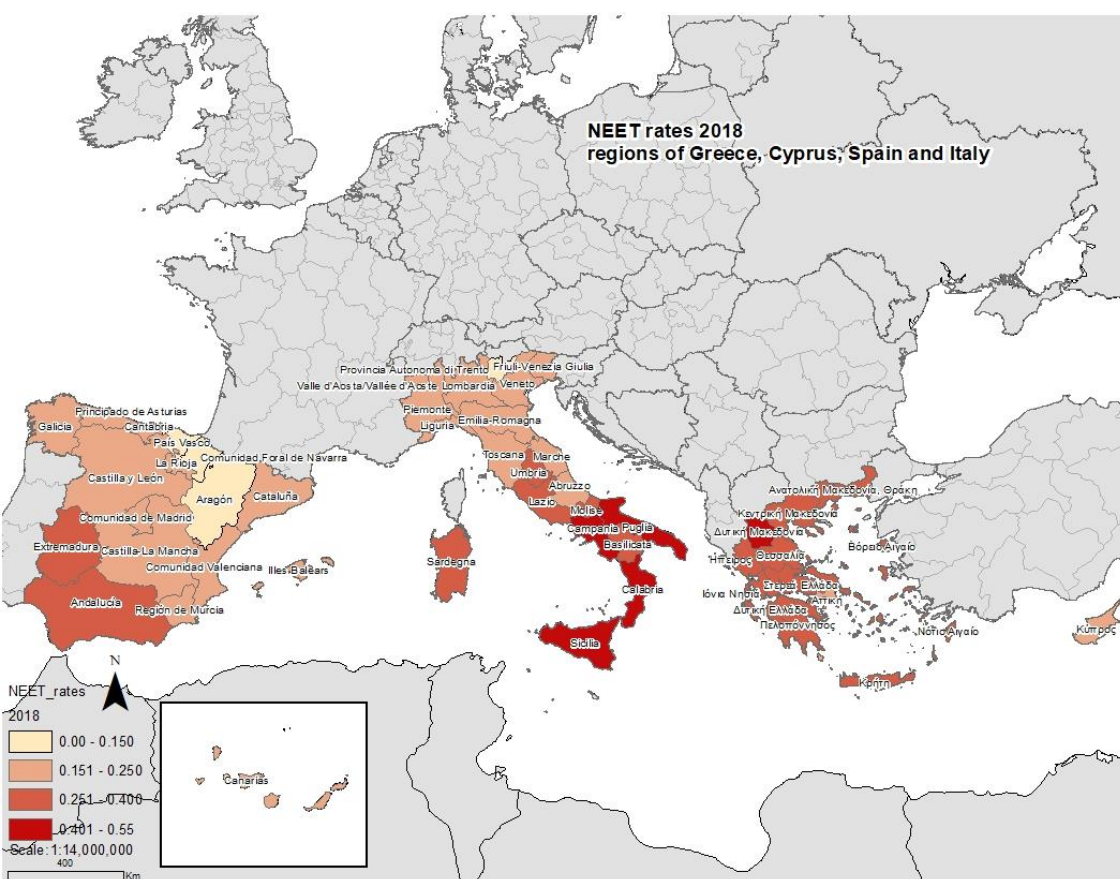 NEET rates 2018
regions of Greece, Cyprus, Spain and Italy
Provincia Autonoma di Trento
Friuli-Venezia Giulia
Valle d'Aosta/Vallée d'Aoste
Lombardia
Veneto
Piemonte
Emilia-Romagna
Liguria
Principado de Asturias
Cantabria
Galicia
País Vasco
Comunidad Foral de Navarra
La Rioja
Castilla y León
Aragón
Cataluña
Toscana
Marche
Umbria
Abruzzo
Lazio
Molise
Campania
Puglia
Basilicata
Comunidad de Madrid
Extremadura
Castilla-La Mancha
Comunidad Valenciana
Illes Balears
Sardegna
Calabria
Andalucía
Región de Murcia
Sicilia
Ανατολική Μακεδονία, Θράκη
Κεντρική Μακεδονία
Δυτική Μακεδονία
Ήπειρος
Θεσσαλία
Βόρειο Αιγαίο
Ιόνια Νησιά
Στερεά Ελλάδα
Αττική
Δυτική Ελλάδα
Πελοπόννησος
Νότιο Αιγαίο
Κύπρος
Κρήτη
N
NEET_rates
2018
0.00 - 0.150
0.151 - 0.250
0.251 - 0.400
0.401 - 0.55
Scale: 1:14,000,000
400
Km
Canarias